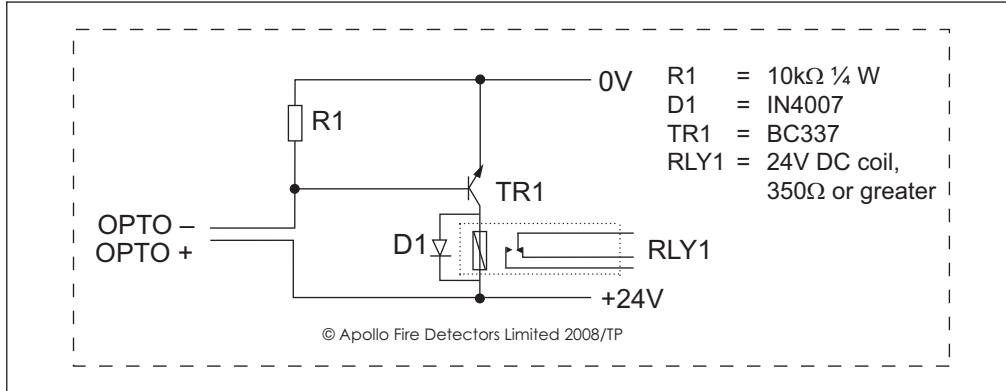 0V
R1
TR1
OPTO –
OPTO +
D1
RLY1
+24V
R1 = 10kΩ ¼ W
D1 = IN4007
TR1 = BC337
RLY1 = 24V DC coil,
350Ω or greater
© Apollo Fire Detectors Limited 2008/TP